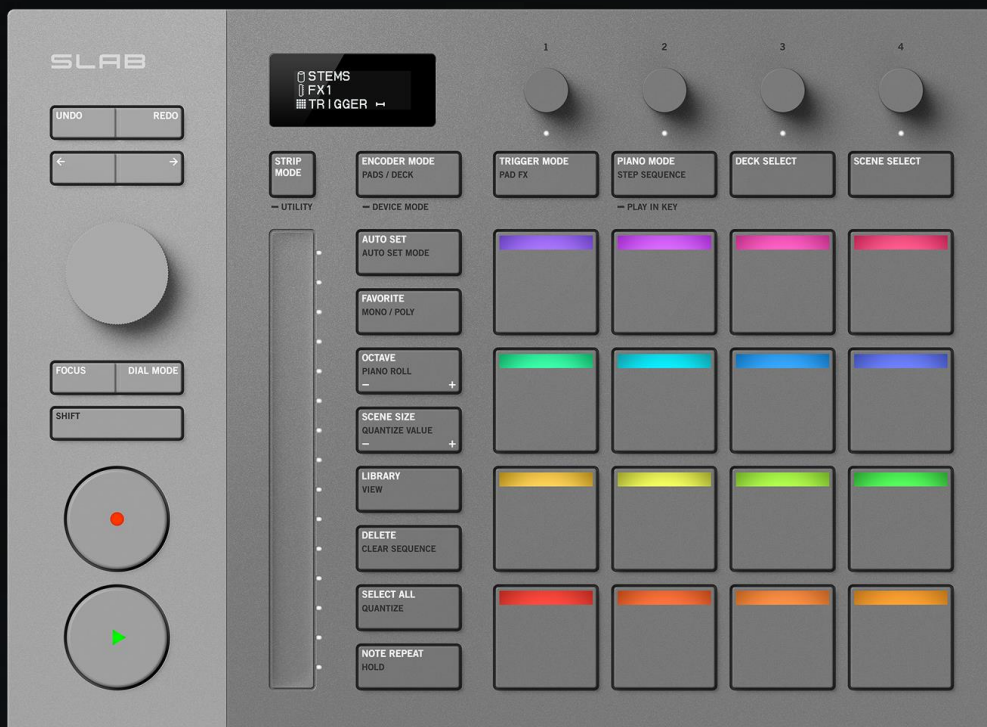 SLAB
UNDO REDO
← →
FOCUS DIAL MODE
SHIFT
STEMS
FX1
TRIGGER
1 2 3 4
STRIP
MODE
– UTILITY
ENCODER MODE
PADS / DECK
– DEVICE MODE
TRIGGER MODE
PAD FX
PIANO MODE
STEP SEQUENCE
– PLAY IN KEY
DECK SELECT
SCENE SELECT
AUTO SET
AUTO SET MODE
FAVORITE
MONO / POLY
OCTAVE
PIANO ROLL
– +
SCENE SIZE
QUANTIZE VALUE
– +
LIBRARY
VIEW
DELETE
CLEAR SEQUENCE
SELECT ALL
QUANTIZE
NOTE REPEAT
HOLD